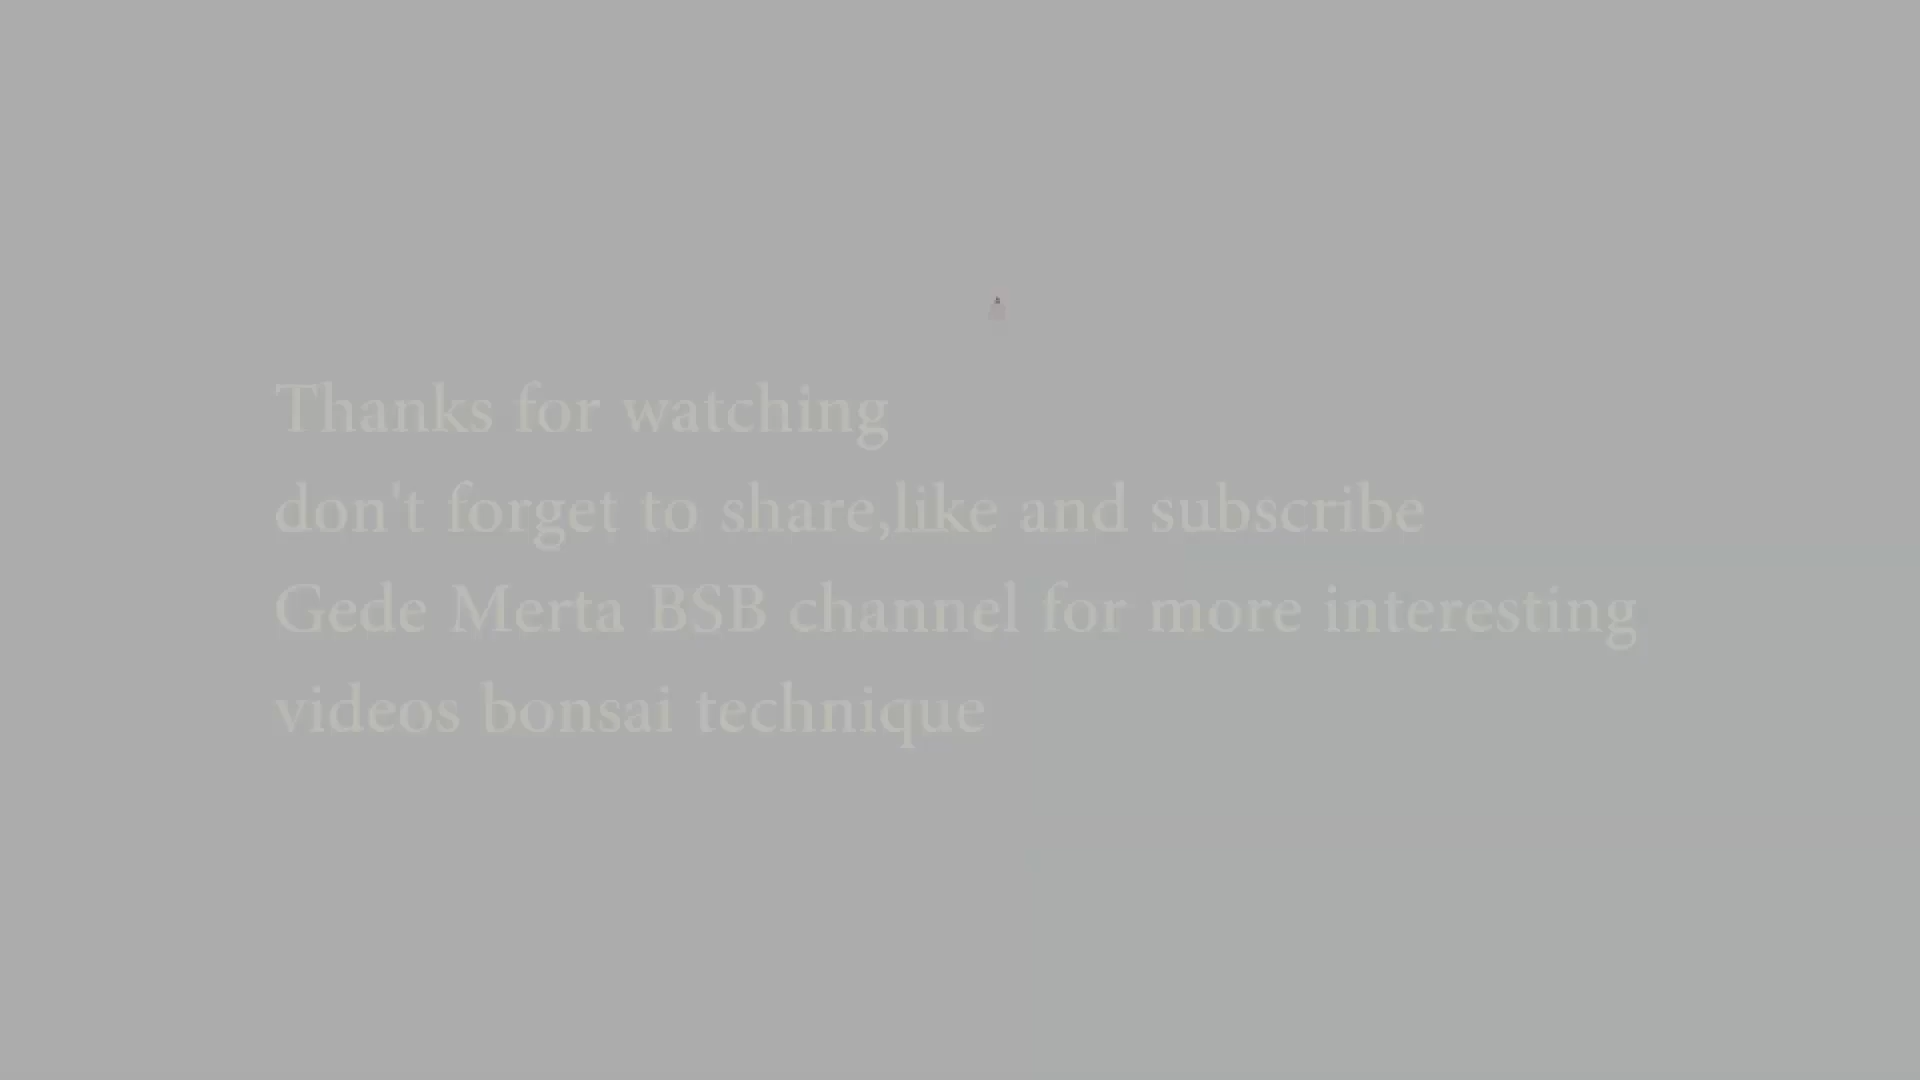 Thanks for watching
don't forget to share,like and subscribe
Gede Merta BSB channel for more interesting
videos bonsai technique